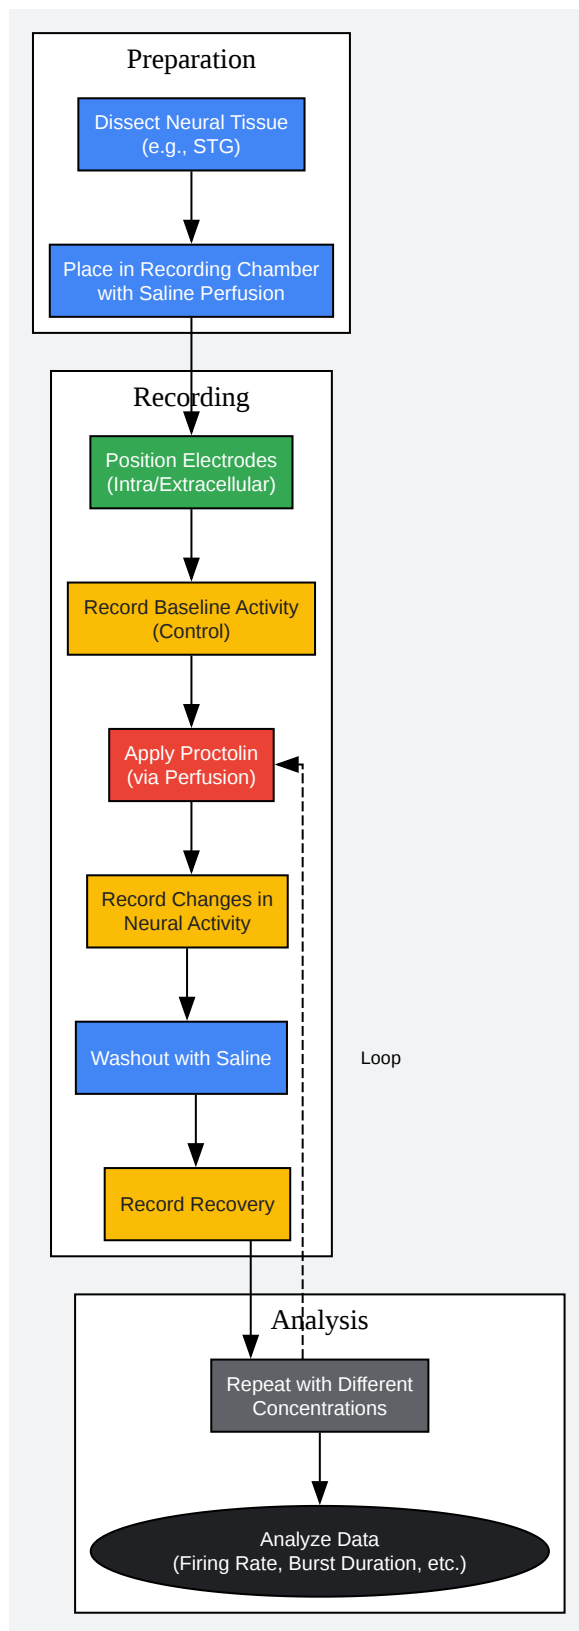 Preparation
Dissect Neural Tissue
(e.g., STG)
Place in Recording Chamber
with Saline Perfusion
Recording
Position Electrodes
(Intra/Extracellular)
Record Baseline Activity
(Control)
Apply Proctolin
(via Perfusion)
Record Changes in
Neural Activity
Washout with Saline
Loop
Record Recovery
Analysis
Repeat with Different
Concentrations
Analyze Data
(Firing Rate, Burst Duration, etc.)